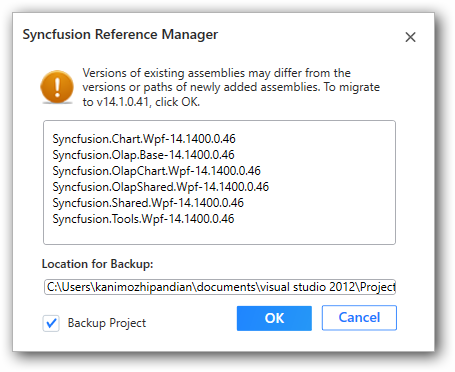 Syncfusion Reference Manager
Versions of existing assemblies may differ from the
versions or paths of newly added assemblies. To migrate
to v14.1.0.41, click OK.
Syncfusion.Chart.Wpf-14.1400.0.46
Syncfusion.Olap.Base-14.1400.0.46
Syncfusion.OlapChart.Wpf-14.1400.0.46
Syncfusion.OlapShared.Wpf-14.1400.0.46
Syncfusion.Shared.Wpf-14.1400.0.46
Syncfusion.Tools.Wpf-14.1400.0.46
Location for Backup:
C:\Users\kanimozhipandian\documents\visual studio 2012\Project
Backup Project
OK
Cancel